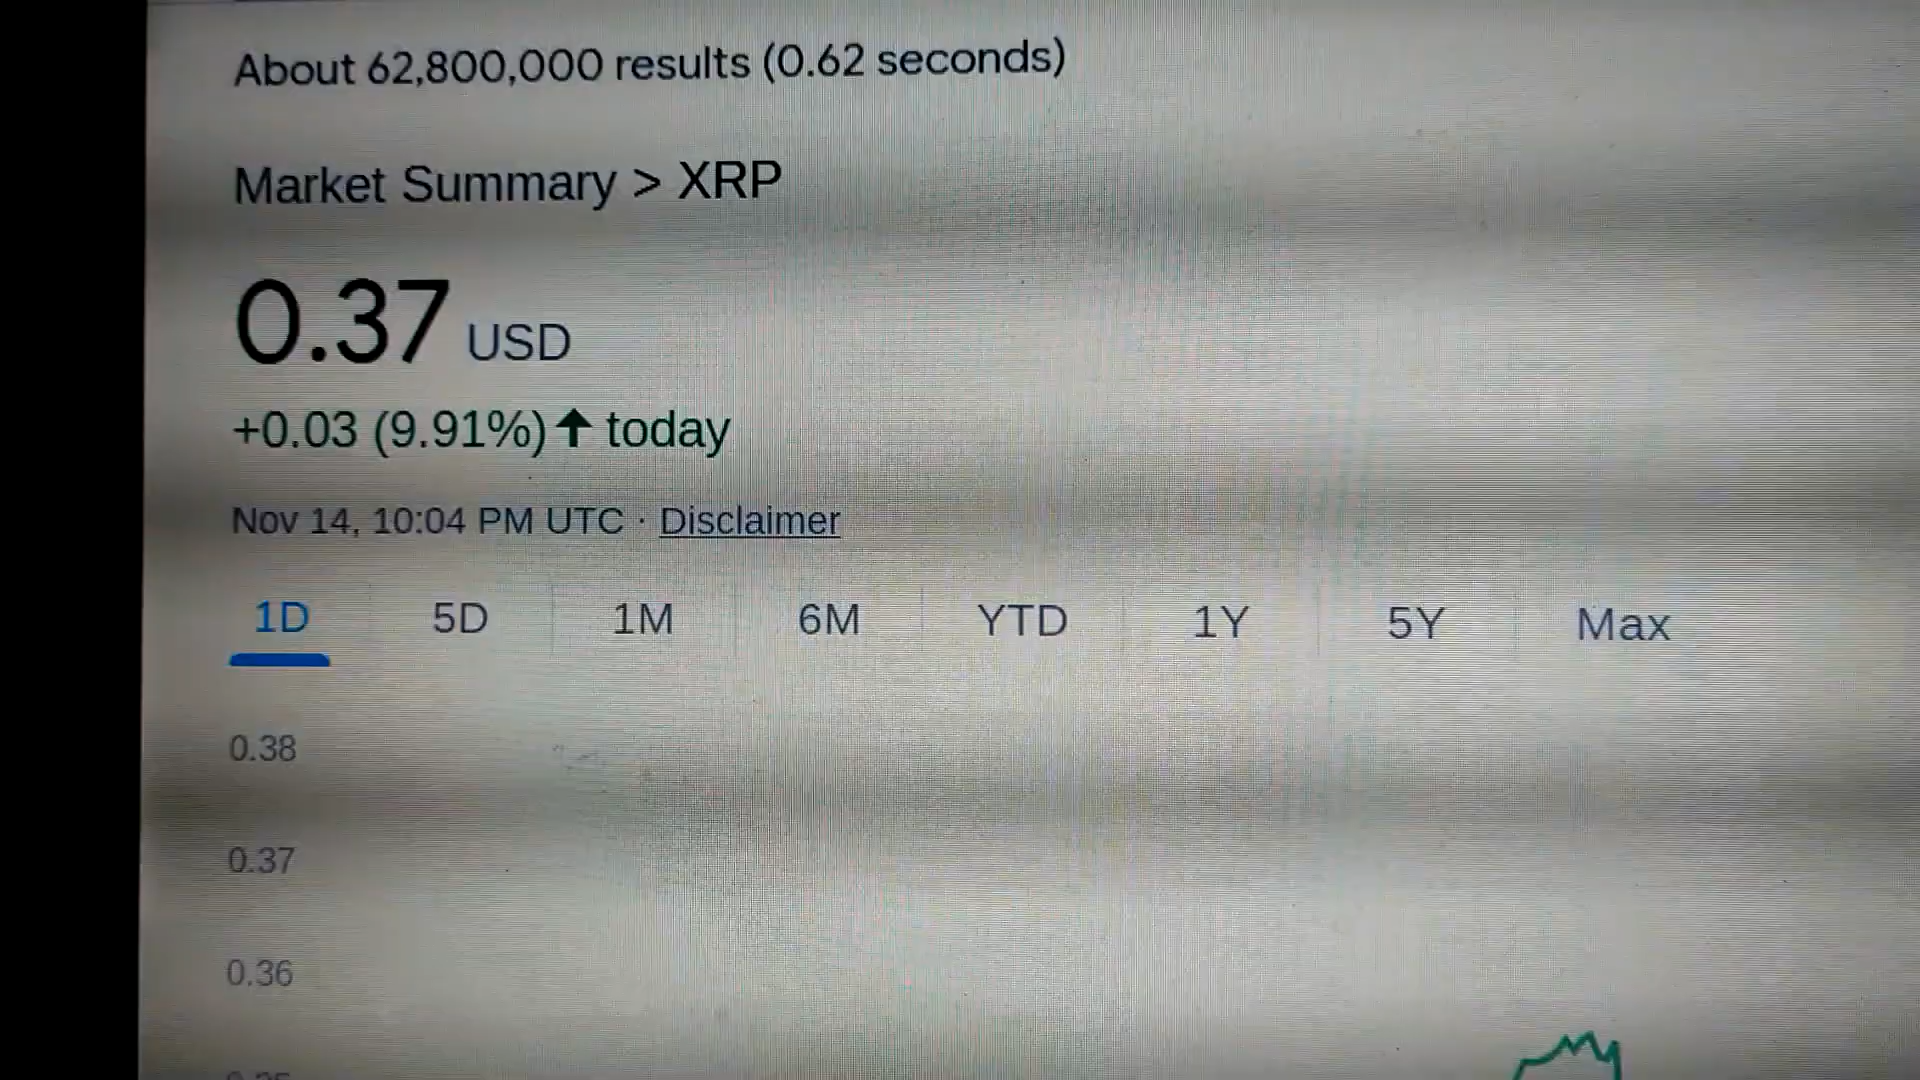 About 62,800,000 results (0.62 seconds)
Market Summary > XRP
0.37 USD
+0.03 (9.91%) ↑ today
Nov 14, 10:04 PM UTC · Disclaimer
1D 5D 1M 6M YTD 1Y 5Y Max
0.38
0.37
0.36